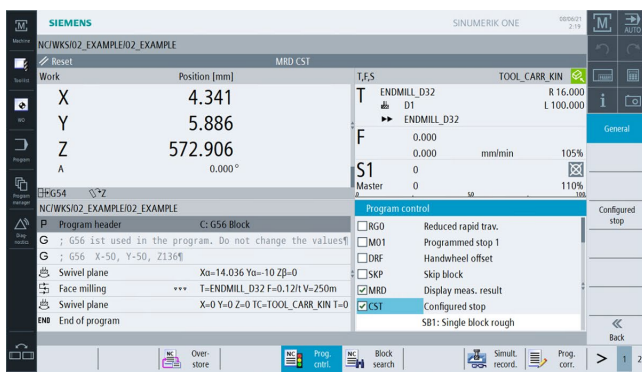 SIEMENS
SINUMERIK ONE
2:19
AUTO
Machine
NC/WKS/02_EXAMPLE/02_EXAMPLE
Reset
MRD CST
Work
Position [mm]
T,F,S
TOOL_CARR_KIN
X
4.341
Y
5.886
Z
572.906
A
0.000°
T
ENDMILL_D32
R 16.000
D1
L 100.000
ENDMILL_D32
F
0.000
0.000
mm/min
105%
S1
0
Master
0
110%
0
50
100
G54
Z
General
Configured
stop
Back
Program
Program
manager
NC/WKS/02_EXAMPLE/02_EXAMPLE
P Program header C: G56 Block
G ; G56 ist used in the program. Do not change the values¶
G ; G56 X-50, Y-50, Z136¶
Swivel plane Xα=14.036 Yα=-10 Zβ=0
Face milling ▿▿▿ T=ENDMILL_D32 F=0.12/t V=250m
Swivel plane X=0 Y=0 Z=0 TC=TOOL_CARR_KIN T=0
END End of program
Program control
RG0 Reduced rapid trav.
M01 Programmed stop 1
DRF Handwheel offset
SKP Skip block
MRD Display meas. result
CST Configured stop
SB1: Single block rough
NC
Over-
store
NC
Prog.
cntrl.
NC
Block
search
Simult.
record.
Prog.
corr.
>
1
2